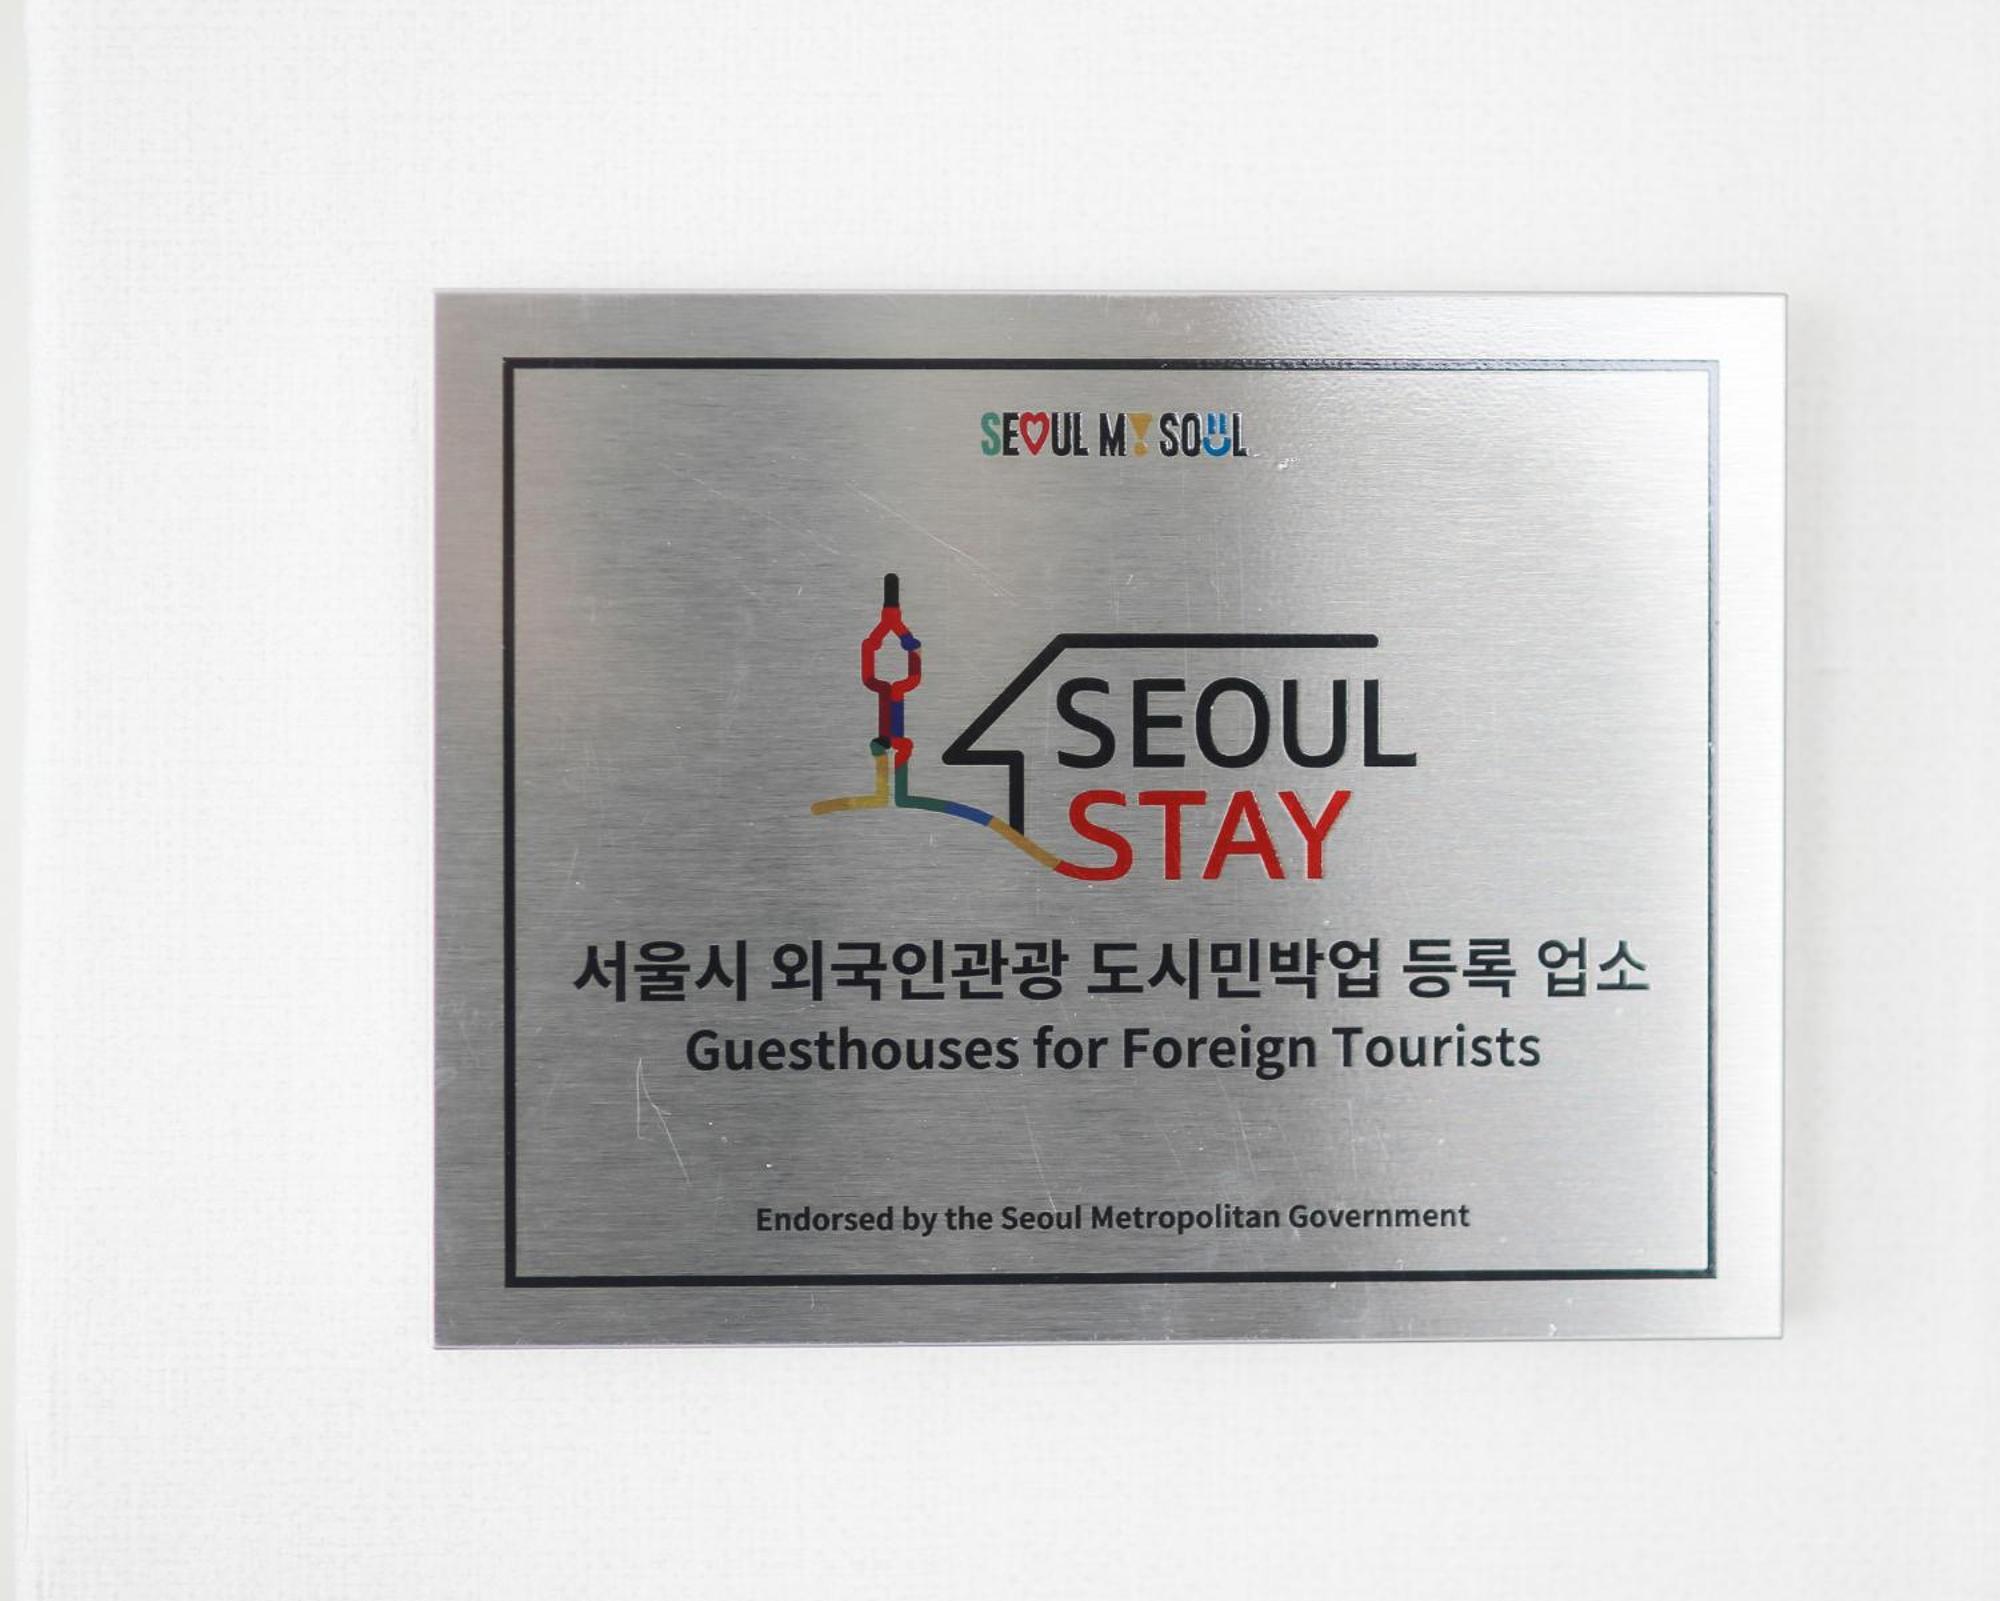 SEOUL MY SOUL
SEOUL
STAY
서울시 외국인관광 도시민박업 등록 업소
Guesthouses for Foreign Tourists
Endorsed by the Seoul Metropolitan Government